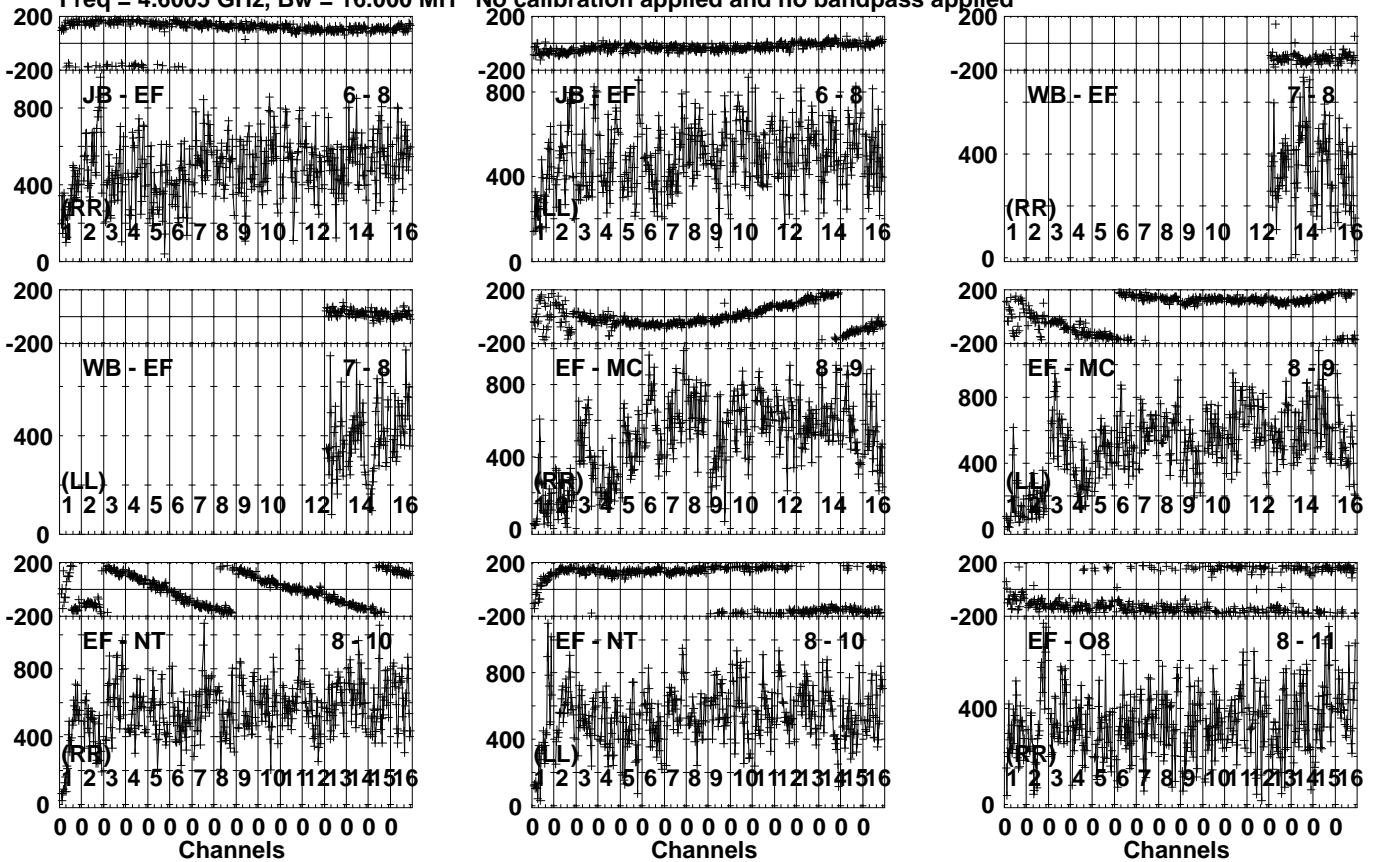 Freq = 4.6005 GHz, Bw = 16.000 MH No calibration applied and no bandpass applied
200 200 200
-200 -200 -200
JB - EF 6 - 8 JB - EF 6 - 8 WB - EF 7 - 8
800 800
400 400 400
(RR) (LL) (RR)
1 2 3 4 5 6 7 8 9 10 12 14 16 1 2 3 4 5 6 7 8 9 10 12 16 1 2 3 4 5 6 7 8 9 10 12 14 16
0 0 0
200 200 200
-200 -200 -200
WB - EF 7 - 8 EF - MC 8 - 9 EF - MC 8 - 9
800 800
400 400 400
(LL) (RR) (LL)
1 2 3 4 5 6 7 8 9 10 12 14 16 1 2 3 4 5 6 7 8 9 10 14 16 1 2 3 4 5 6 7 8 9 10 12 14 16
0 0 0
200 200 200
-200 -200 -200
EF - NT 8 - 10 EF - NT 8 - 10 EF - O8 8 - 11
800 800
400 400 400
(RR) (LL) (RR)
1 2 3 4 5 6 7 8 9 10 11 12 13 14 15 16 1 2 3 4 5 6 7 8 9 10 11 12 13 14 15 16 1 2 3 4 5 6 7 8 9 10 11 12 13 14 15 16
0 0 0
0 0 0 0 0 0 0 0 0 0 0 0 0 0 0 0 0 0 0 0 0 0 0 0 0 0 0 0 0 0 0 0 0 0 0 0 0 0 0 0 0 0 0 0 0 0 0 0
Channels Channels Channels